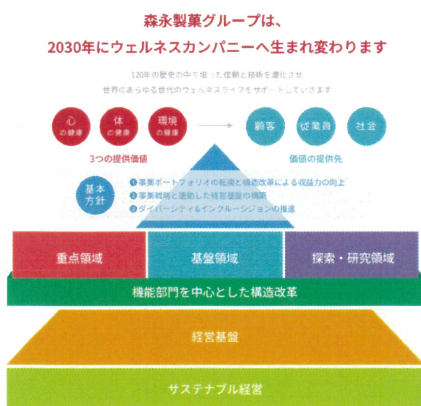 森永製菓グループは、
2030年にウェルネスカンパニーへ生まれ変わります
120年の歴史の中で培った信頼と技術を進化させ
世界のあらゆる世代のウェルネスライフをサポートしていきます
心の健康 体の健康 環境の健康 顧客 従業員 社会
3つの提供価値 価値の提供先
基本方針
❶事業ポートフォリオの転換と構造改革による収益力の向上
❷事業戦略と連動した経営基盤の構築
❸ダイバーシティ&インクルージョンの推進
重点領域 基盤領域 探索・研究領域
機能部門を中心とした構造改革
経営基盤
サステナブル経営